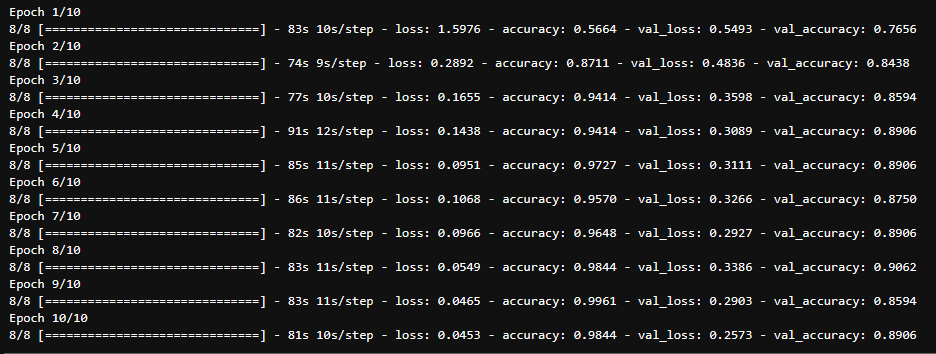 Epoch 1/10
8/8 [==============================] - 83s 10s/step - loss: 1.5976 - accuracy: 0.5664 - val_loss: 0.5493 - val_accuracy: 0.7656
Epoch 2/10
8/8 [==============================] - 74s 9s/step - loss: 0.2892 - accuracy: 0.8711 - val_loss: 0.4836 - val_accuracy: 0.8438
Epoch 3/10
8/8 [==============================] - 77s 10s/step - loss: 0.1655 - accuracy: 0.9414 - val_loss: 0.3598 - val_accuracy: 0.8594
Epoch 4/10
8/8 [==============================] - 91s 12s/step - loss: 0.1438 - accuracy: 0.9414 - val_loss: 0.3089 - val_accuracy: 0.8906
Epoch 5/10
8/8 [==============================] - 85s 11s/step - loss: 0.0951 - accuracy: 0.9727 - val_loss: 0.3111 - val_accuracy: 0.8906
Epoch 6/10
8/8 [==============================] - 86s 11s/step - loss: 0.1068 - accuracy: 0.9570 - val_loss: 0.3266 - val_accuracy: 0.8750
Epoch 7/10
8/8 [==============================] - 82s 10s/step - loss: 0.0966 - accuracy: 0.9648 - val_loss: 0.2927 - val_accuracy: 0.8906
Epoch 8/10
8/8 [==============================] - 83s 11s/step - loss: 0.0549 - accuracy: 0.9844 - val_loss: 0.3386 - val_accuracy: 0.9062
Epoch 9/10
8/8 [==============================] - 83s 11s/step - loss: 0.0465 - accuracy: 0.9961 - val_loss: 0.2903 - val_accuracy: 0.8594
Epoch 10/10
8/8 [==============================] - 81s 10s/step - loss: 0.0453 - accuracy: 0.9844 - val_loss: 0.2573 - val_accuracy: 0.8906